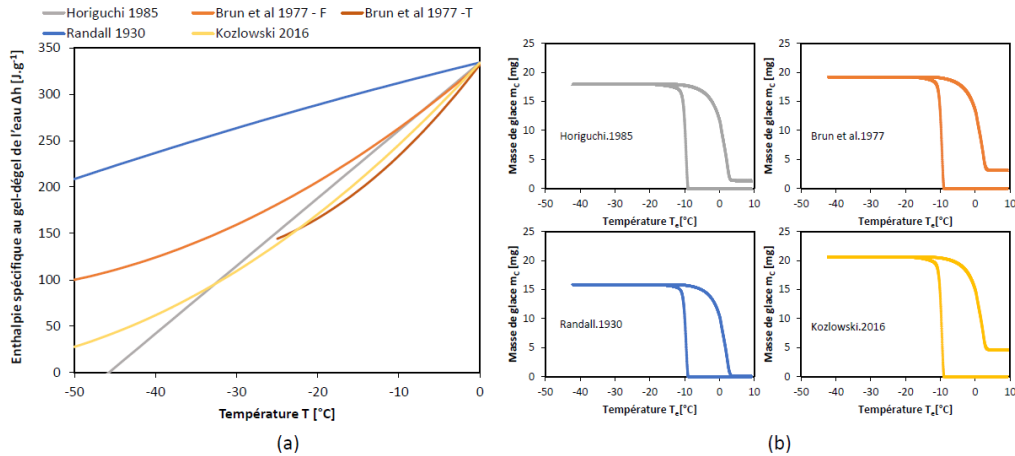 (a)
Horiguchi 1985
Brun et al 1977 - F
Brun et al 1977 -T
Randall 1930
Kozlowski 2016
Enthalpie spécifique au gel-dégel de l'eau Δh [J.g⁻¹]
350
300
250
200
150
100
50
0
-50
-40
-30
-20
-10
0
Température T [°C]
(a)
(b)
Masse de glace m_c [mg]
25
20
15
10
5
0
Horiguchi.1985
-50 -40 -30 -20 -10 0 10
Température Tₑ[°C]
Masse de glace m_c [mg]
25
20
15
10
5
0
Brun et al.1977
-50 -40 -30 -20 -10 0 10
Température Tₑ[°C]
Masse de glace m_c [mg]
25
20
15
10
5
0
Randall.1930
-50 -40 -30 -20 -10 0 10
Température Tₑ[°C]
Masse de glace m_c [mg]
25
20
15
10
5
0
Kozlowski.2016
-50 -40 -30 -20 -10 0 10
Température Tₑ[°C]
(b)